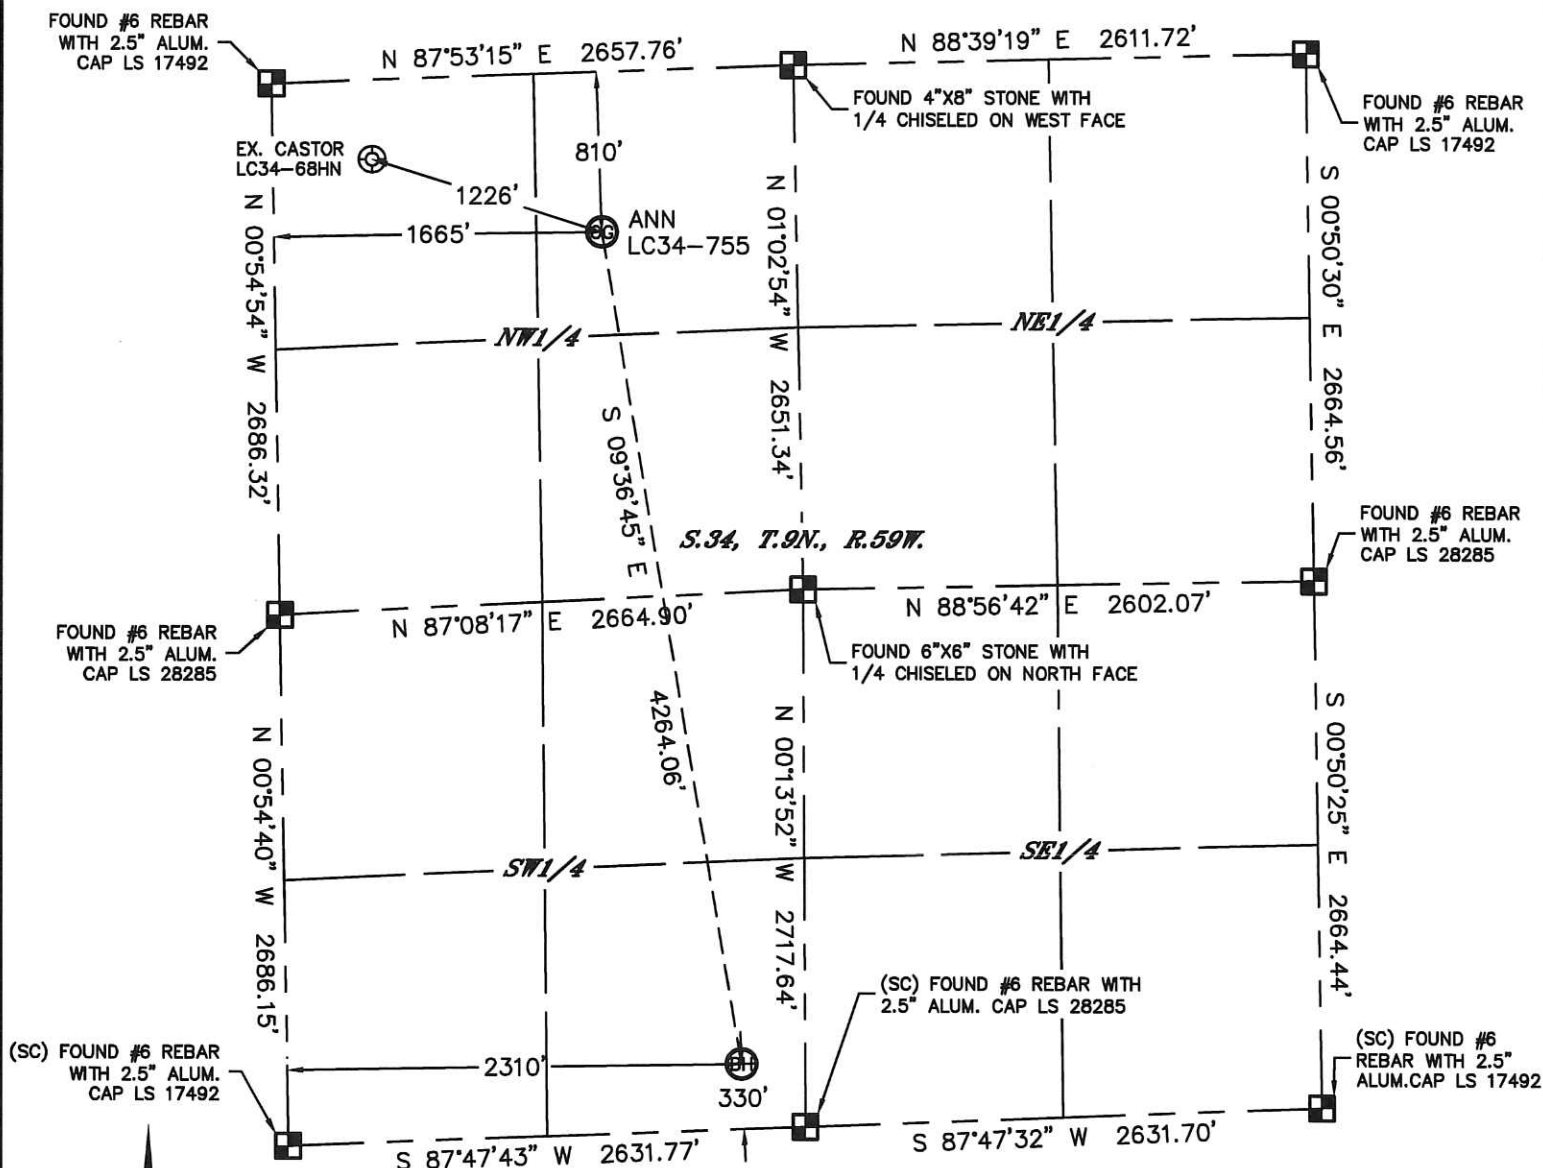 FOUND #6 REBAR
WITH 2.5" ALUM.
CAP LS 17492
N 87°53'15" E 2657.76'
N 88°39'19" E 2611.72'
FOUND 4"X8" STONE WITH
1/4 CHISELED ON WEST FACE
FOUND #6 REBAR
WITH 2.5" ALUM.
CAP LS 17492
EX. CASTOR
LC34-68HN
810'
1226'
1665'
OG
ANN
LC34-755
N 00°54'54" W 2686.32'
N 01°02'54" W 2651.34'
S 00°50'30" E 2664.56'
NW1/4
NE1/4
S 09°36'45" E
4264.06'
S.34, T.9N., R.59W.
FOUND #6 REBAR
WITH 2.5" ALUM.
CAP LS 28285
N 87°08'17" E 2664.90'
N 88°56'42" E 2602.07'
FOUND #6 REBAR
WITH 2.5" ALUM.
CAP LS 28285
FOUND 6"X6" STONE WITH
1/4 CHISELED ON NORTH FACE
N 00°54'40" W 2686.15'
N 00°13'52" W 2717.64'
S 00°50'25" E 2664.44'
SW1/4
SE1/4
(SC) FOUND #6 REBAR WITH
2.5" ALUM. CAP LS 28285
(SC) FOUND #6 REBAR
WITH 2.5" ALUM.
CAP LS 17492
2310'
BH
330'
(SC) FOUND #6
REBAR WITH 2.5"
ALUM.CAP LS 17492
S 87°47'43" W 2631.77'
S 87°47'32" W 2631.70'